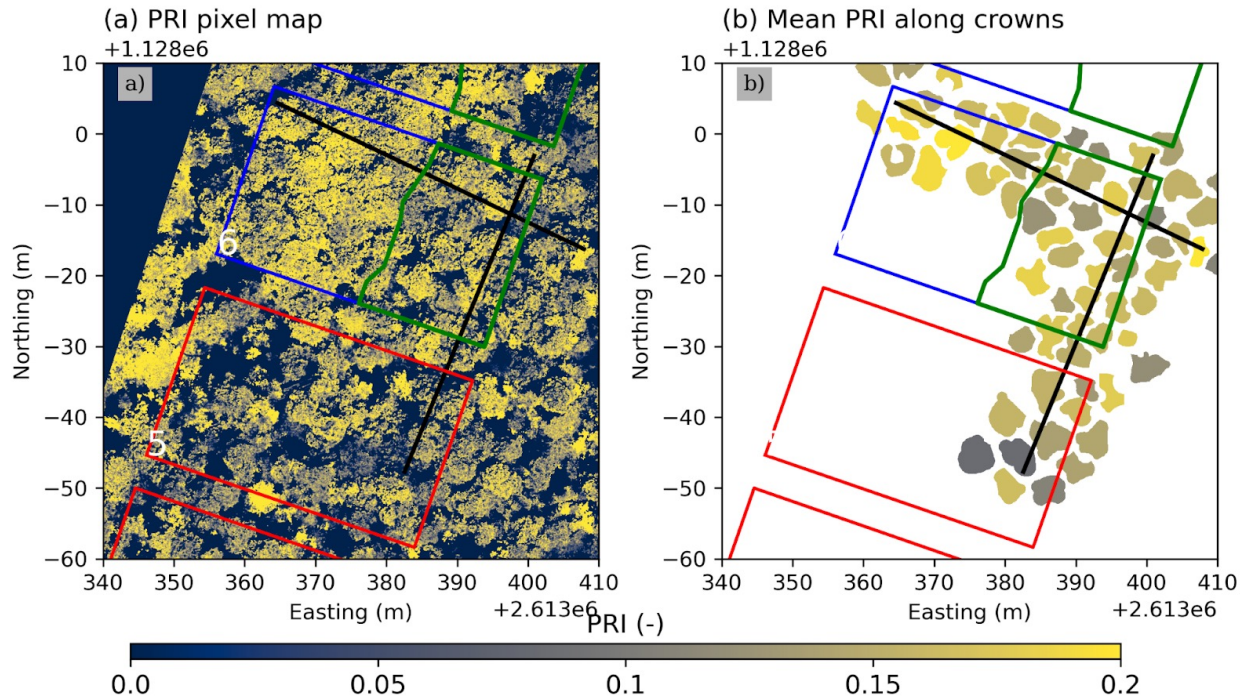 (a) PRI pixel map
(b) Mean PRI along crowns
+1.128e6
+1.128e6
a)
b)
10
0
−10
−20
−30
−40
−50
−60
Northing (m)
6
5
340 350 360 370 380 390 400 410
Easting (m)
+2.613e6
10
0
−10
−20
−30
−40
−50
−60
Northing (m)
340 350 360 370 380 390 400 410
Easting (m)
+2.613e6
PRI (-)
0.0 0.05 0.1 0.15 0.2